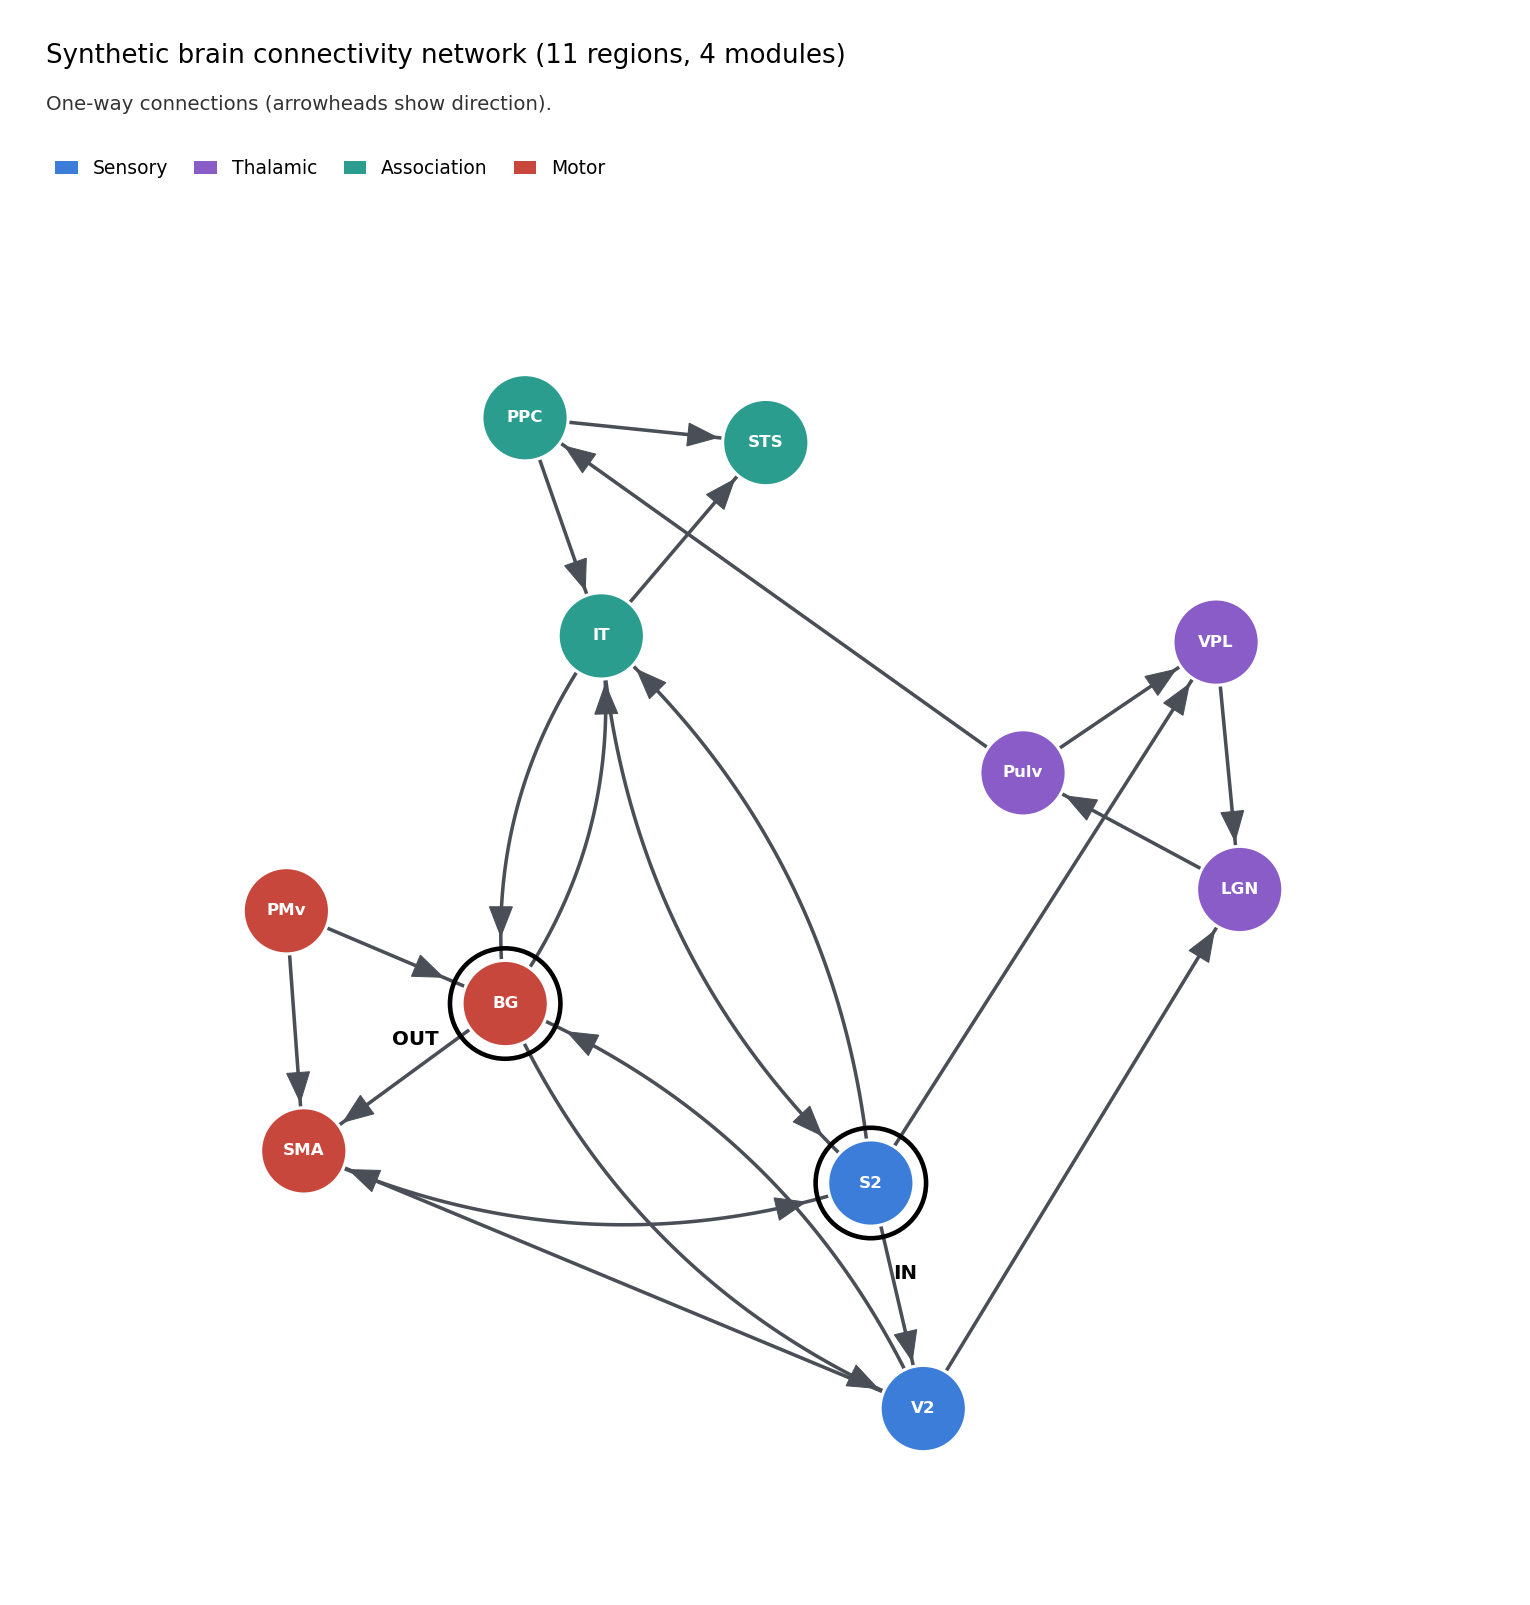 Synthetic brain connectivity network (11 regions, 4 modules)
One-way connections (arrowheads show direction).
Sensory Thalamic Association Motor
PPC
STS
IT
VPL
Pulv
LGN
PMv
BG
OUT
SMA
S2
IN
V2